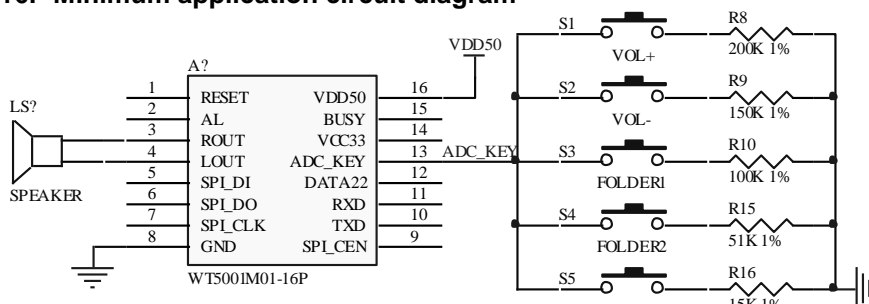 Minimum application circuit diagram
S1
R8
VOL+
200K 1%
VDD50
A?
S2
R9
VOL-
150K 1%
LS?
SPEAKER
1 RESET VDD50 16
2 AL BUSY 15
3 ROUT VCC33 14
4 LOUT ADC_KEY 13 ADC_KEY
5 SPI_DI DATA22 12
6 SPI_DO RXD 11
7 SPI_CLK TXD 10
8 GND SPI_CEN 9
WT5001M01-16P
S3
R10
FOLDER1
100K 1%
S4
R15
FOLDER2
51K 1%
S5
R16
15K 1%